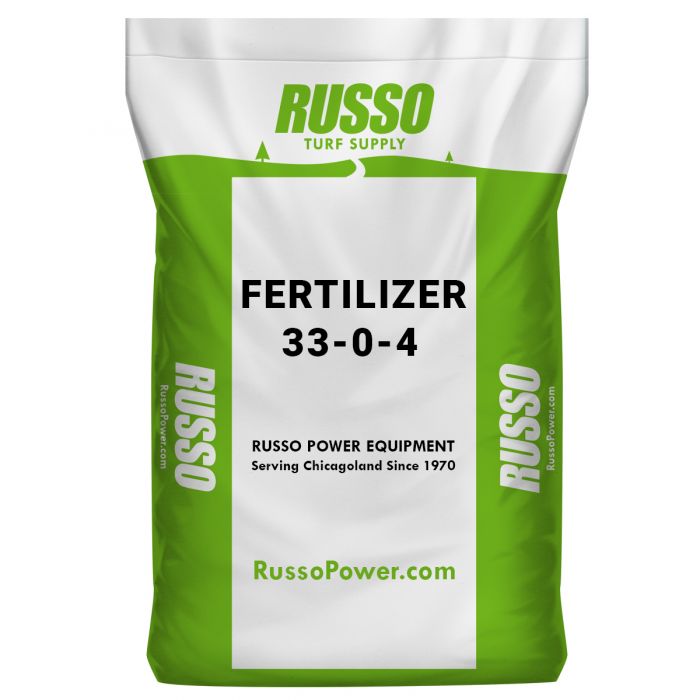 RUSSO
TURF SUPPLY
FERTILIZER
33-0-4
RUSSO POWER EQUIPMENT
Serving Chicagoland Since 1970
RussoPower.com
RUSSO
RussoPower.com
RUSSO
RussoPower.com